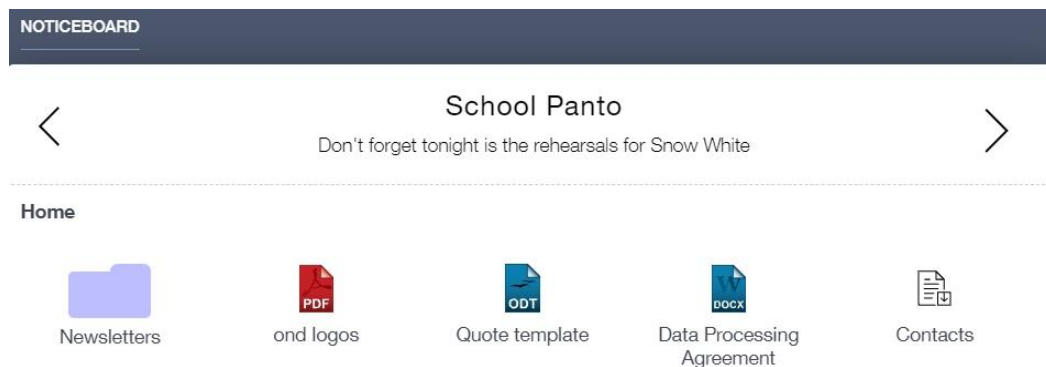 NOTICEBOARD
School Panto
Don't forget tonight is the rehearsals for Snow White
Home
PDF
ODT
W
DOCX
Newsletters
ond logos
Quote template
Data Processing
Agreement
Contacts